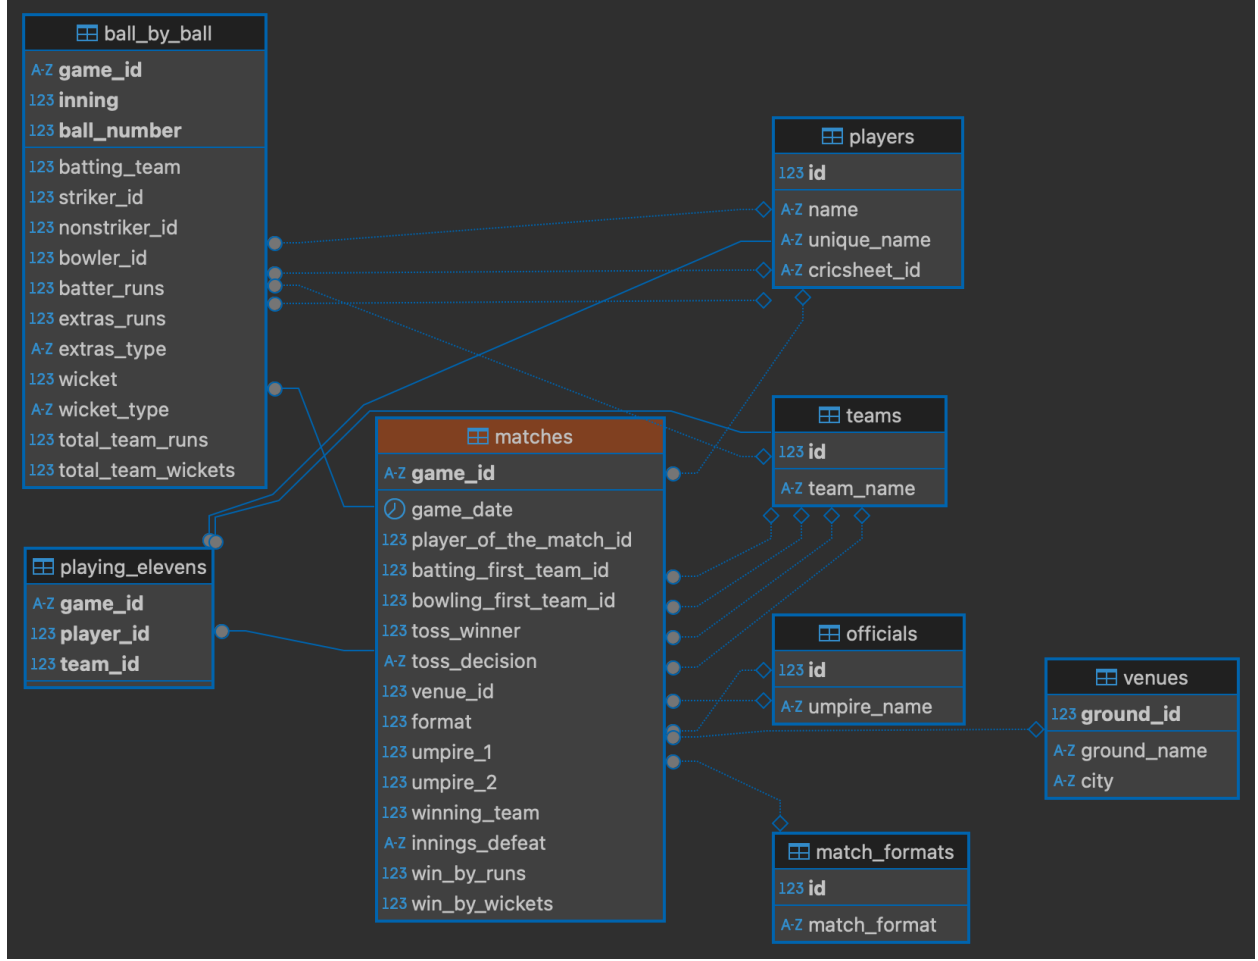 ball_by_ball
A-Z game_id
123 inning
123 ball_number
123 batting_team
123 striker_id
123 nonstriker_id
123 bowler_id
123 batter_runs
123 extras_runs
A-Z extras_type
123 wicket
A-Z wicket_type
123 total_team_runs
123 total_team_wickets
playing_elevens
A-Z game_id
123 player_id
123 team_id
matches
A-Z game_id
game_date
123 player_of_the_match_id
123 batting_first_team_id
123 bowling_first_team_id
123 toss_winner
A-Z toss_decision
123 venue_id
123 format
123 umpire_1
123 umpire_2
123 winning_team
A-Z innings_defeat
123 win_by_runs
123 win_by_wickets
players
123 id
A-Z name
A-Z unique_name
A-Z cricsheet_id
teams
123 id
A-Z team_name
officials
123 id
A-Z umpire_name
venues
123 ground_id
A-Z ground_name
A-Z city
match_formats
123 id
A-Z match_format